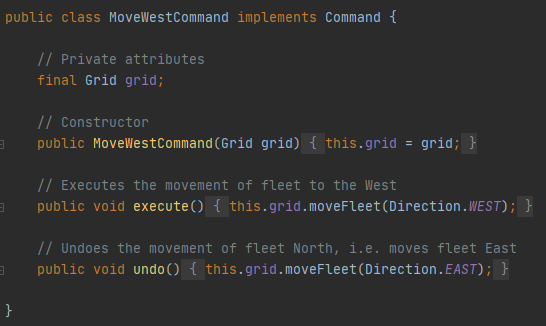 public class MoveWestCommand implements Command {
// Private attributes
final Grid grid;
// Constructor
public MoveWestCommand(Grid grid) { this.grid = grid; }
// Executes the movement of fleet to the West
public void execute() { this.grid.moveFleet(Direction.WEST); }
// Undoes the movement of fleet North, i.e. moves fleet East
public void undo() { this.grid.moveFleet(Direction.EAST); }
}